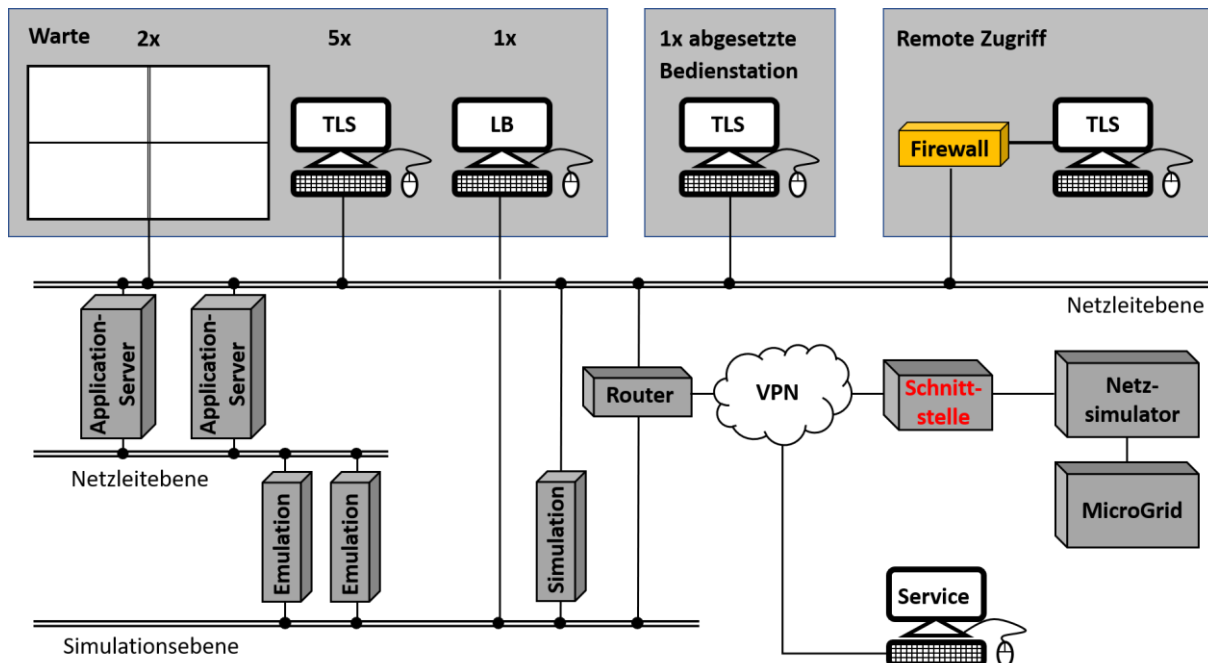 Warte
2x
5x
1x
1x abgesetzte
Bedienstation
Remote Zugriff
TLS
LB
TLS
Firewall
TLS
Netzleitebene
Application-
Server
Application-
Server
Router
VPN
Schnitt-
stelle
Netz-
simulator
Netzleitebene
Emulation
Emulation
Simulation
MicroGrid
Service
Simulationsebene